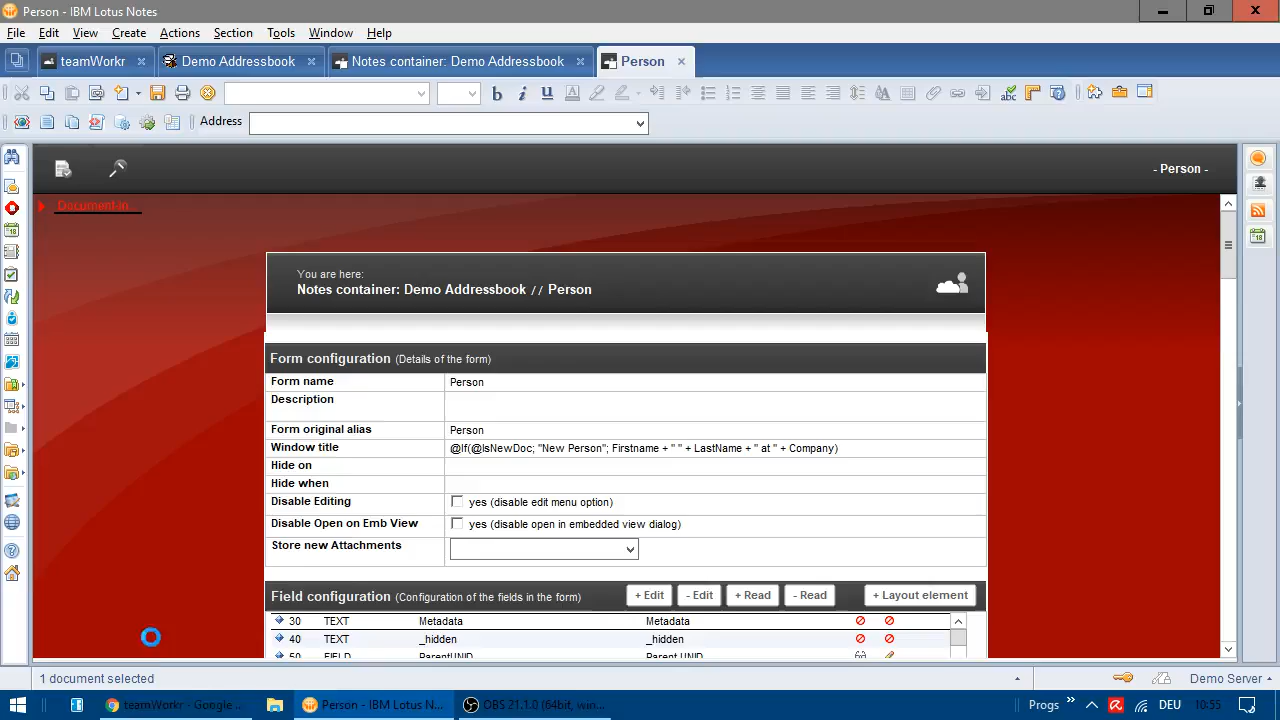 Person - IBM Lotus Notes
File Edit View Create Actions Section Tools Window Help
teamWorkr Demo Addressbook Notes container: Demo Addressbook Person
b i u abc
Address
- Person -
Document in...
You are here:
Notes container: Demo Addressbook // Person
Form configuration (Details of the form)
Form name Person
Description
Form original alias Person
Window title @If(@IsNewDoc; "New Person"; Firstname + " " + LastName + " at " + Company)
Hide on
Hide when
Disable Editing yes (disable edit menu option)
Disable Open on Emb View yes (disable open in embedded view dialog)
Store new Attachments
Field configuration (Configuration of the fields in the form) + Edit - Edit + Read - Read + Layout element
30 TEXT Metadata Metadata
40 TEXT _hidden _hidden
50 FIELD ParentUNID Parent UNID
1 document selected Demo Server
teamWorkr - Google ... Person - IBM Lotus N... OBS 21.1.0 (64bit, win... Progs » DEU 10:55